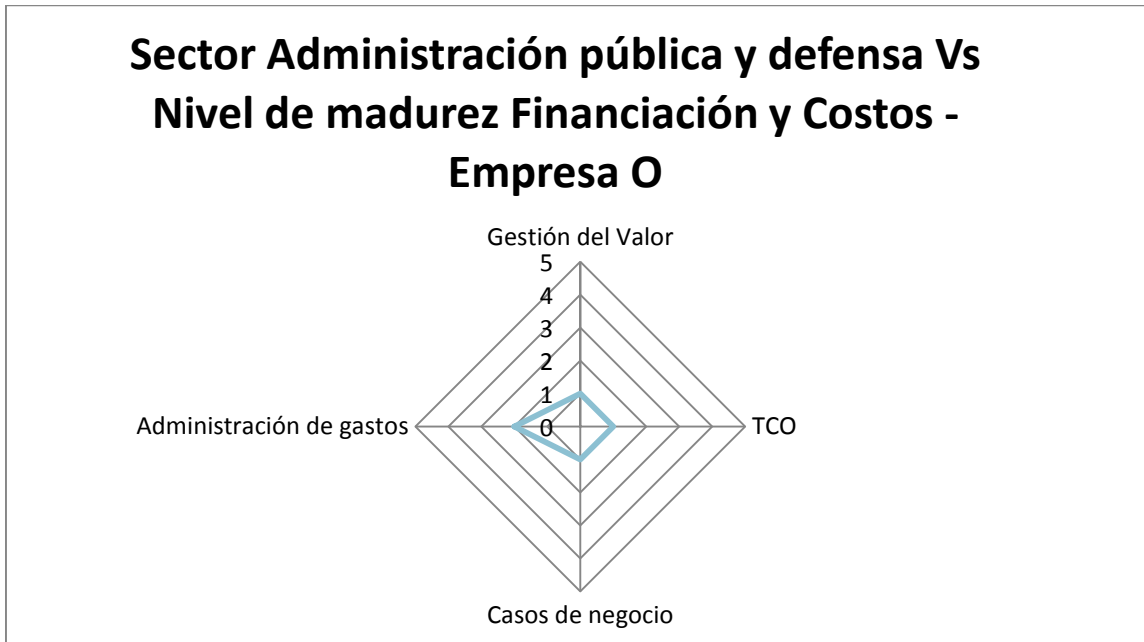 Sector Administración pública y defensa Vs
Nivel de madurez Financiación y Costos -
Empresa O
Gestión del Valor
5
4
3
2
1
0
Administración de gastos
TCO
Casos de negocio